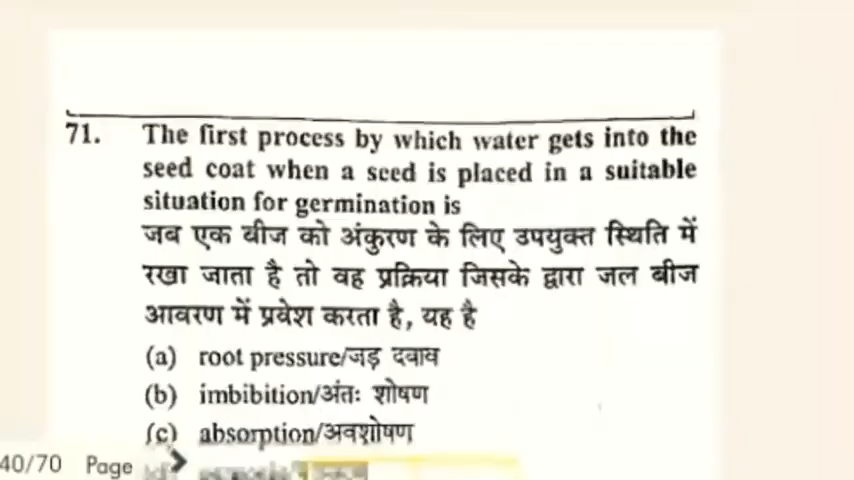 71. The first process by which water gets into the
seed coat when a seed is placed in a suitable
situation for germination is
जब एक बीज को अंकुरण के लिए उपयुक्त स्थिति में
रखा जाता है तो वह प्रक्रिया जिसके द्वारा जल बीज
आवरण में प्रवेश करता है, यह है
(a) root pressure/जड़ दवाव
(b) imbibition/अंतः शोषण
(c) absorption/अवशोषण
40/70 Page